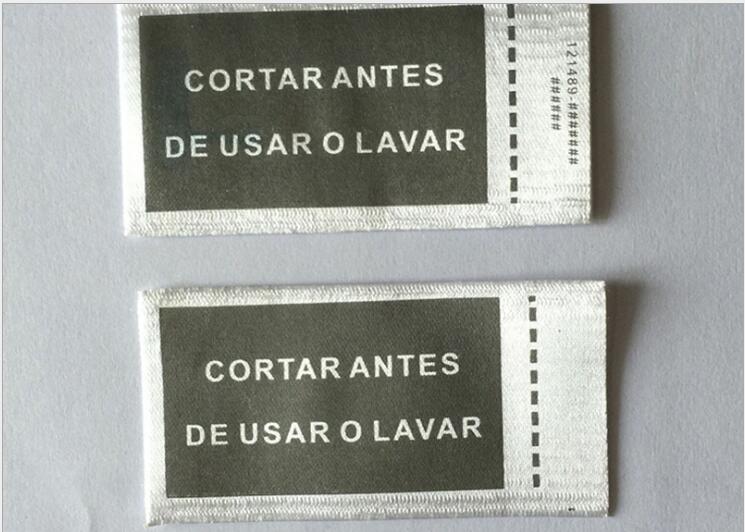 CORTAR ANTES
DE USAR O LAVAR
121489-#######
######
CORTAR ANTES
DE USAR O LAVAR